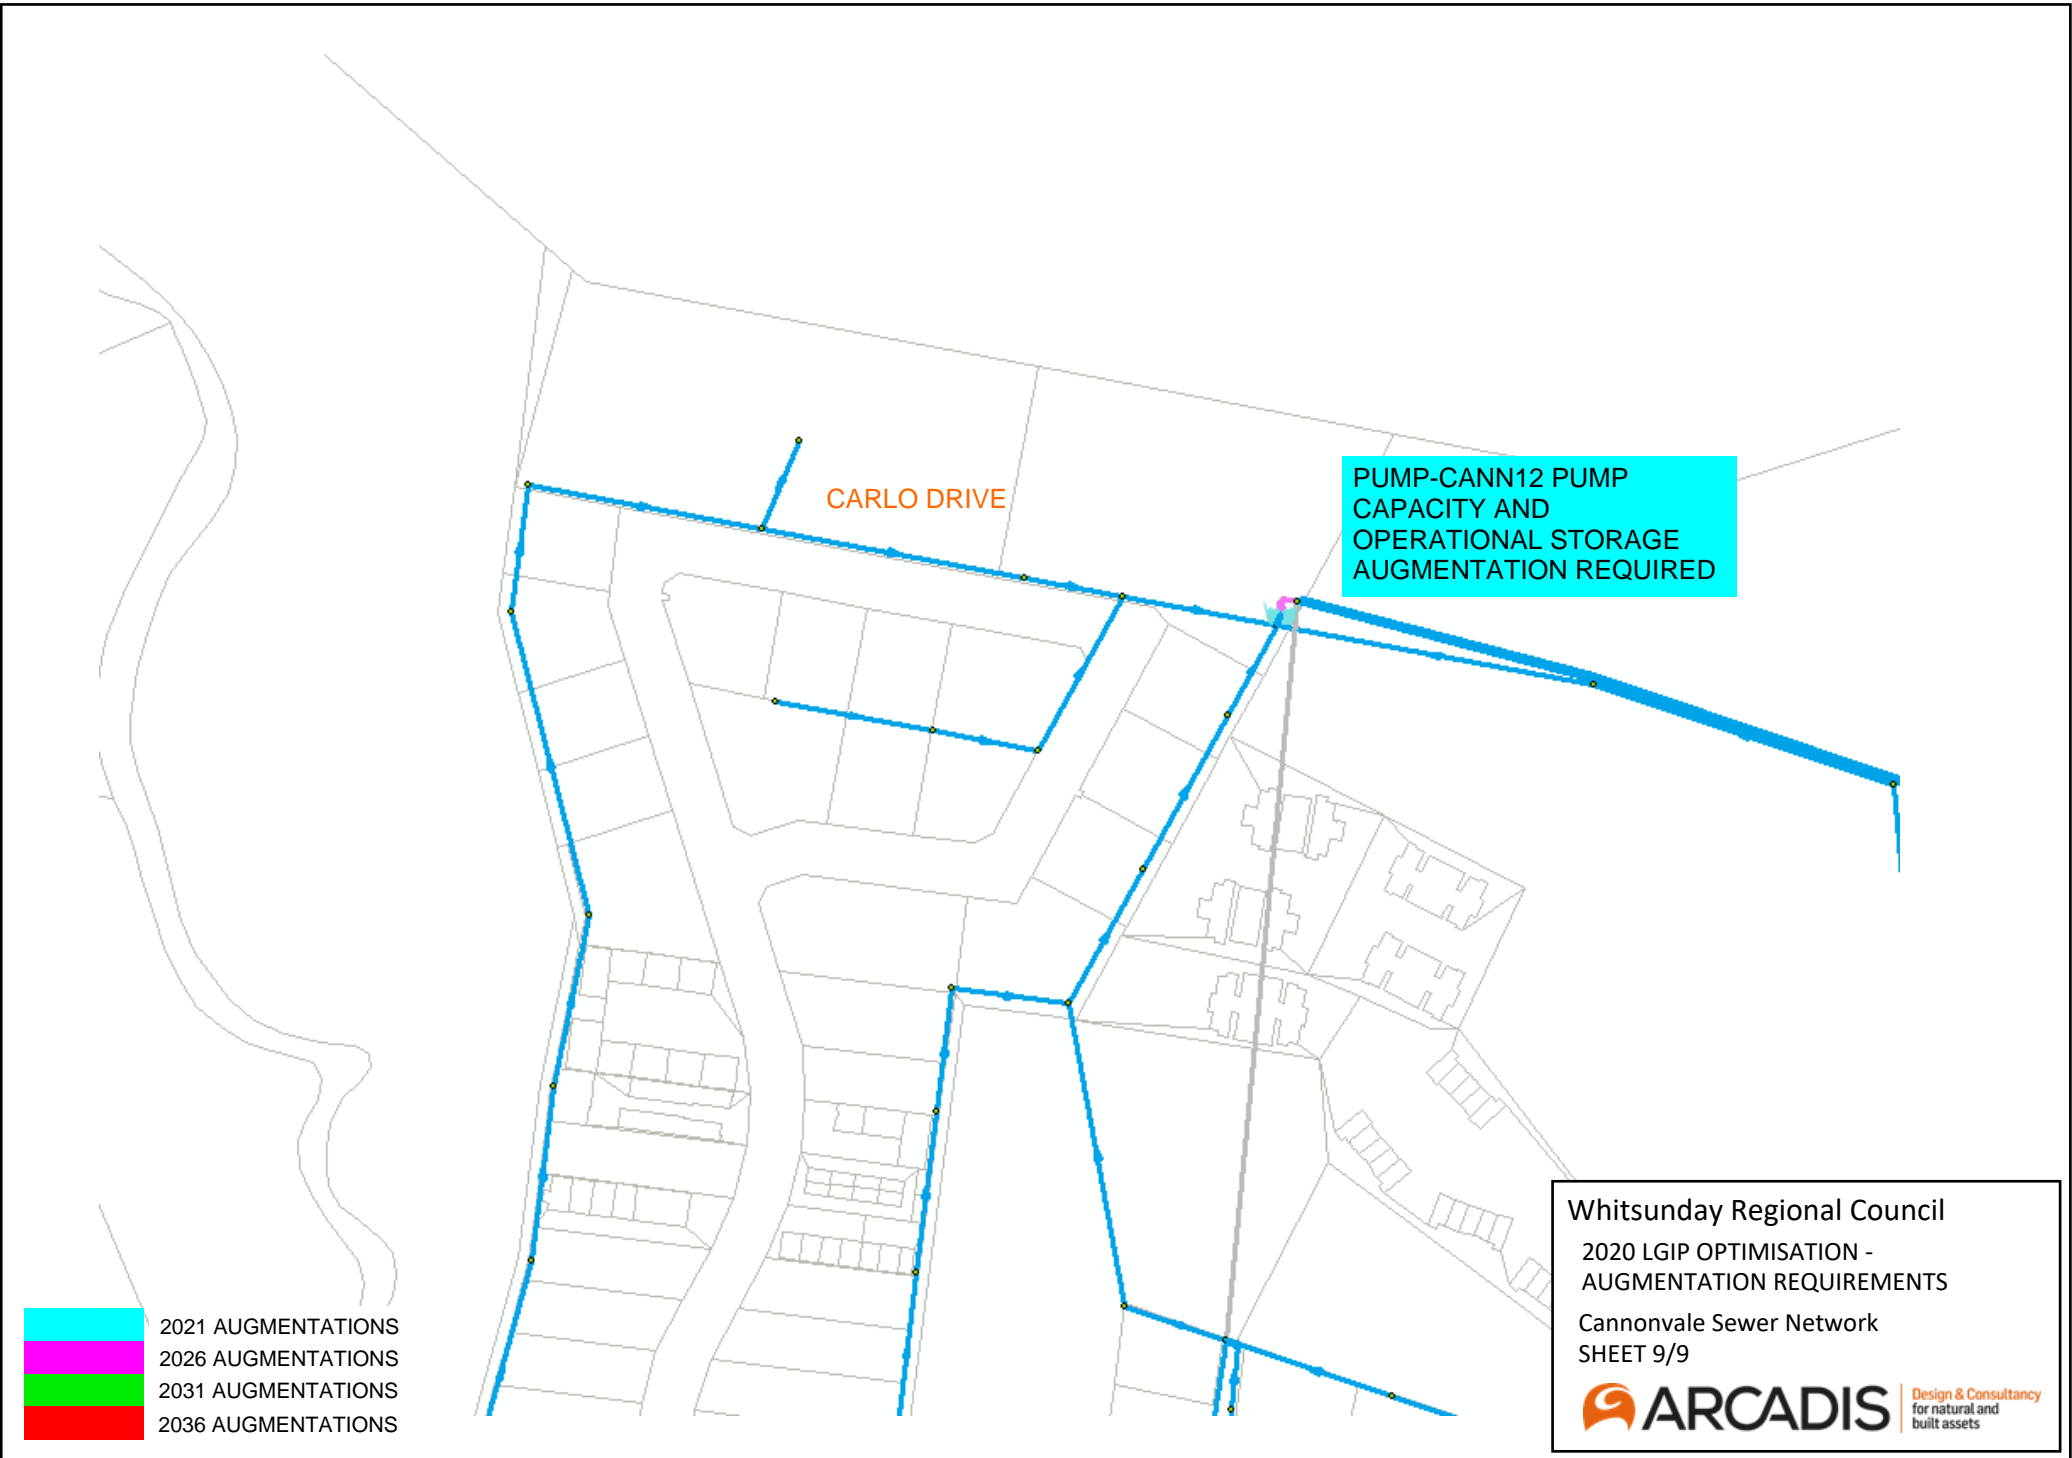 CARLO DRIVE
PUMP-CANN12 PUMP
CAPACITY AND
OPERATIONAL STORAGE
AUGMENTATION REQUIRED
2021 AUGMENTATIONS
2026 AUGMENTATIONS
2031 AUGMENTATIONS
2036 AUGMENTATIONS
Whitsunday Regional Council
2020 LGIP OPTIMISATION -
AUGMENTATION REQUIREMENTS
Cannonvale Sewer Network
SHEET 9/9
ARCADIS
Design & Consultancy
for natural and
built assets